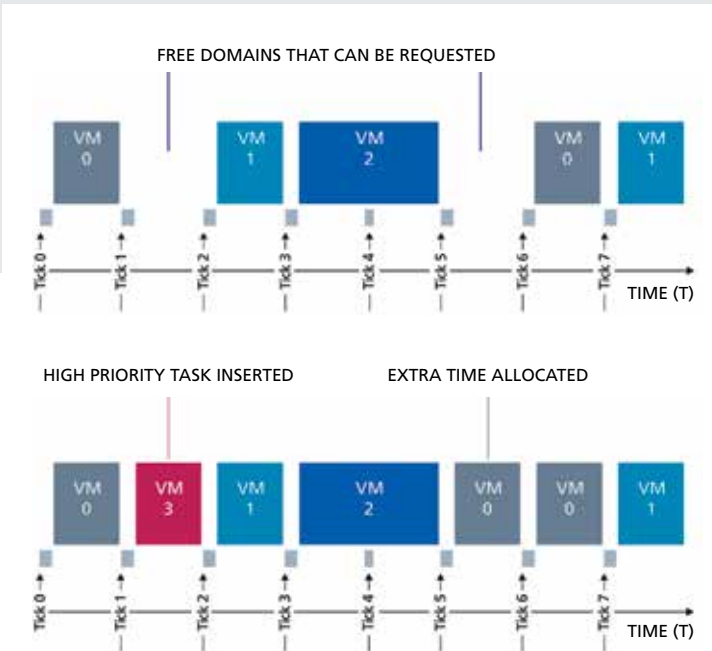 FREE DOMAINS THAT CAN BE REQUESTED
VM
0
VM
1
VM
2
VM
0
VM
1
Tick 0
Tick 1
Tick 2
Tick 3
Tick 4
Tick 5
Tick 6
Tick 7
TIME (T)
HIGH PRIORITY TASK INSERTED
EXTRA TIME ALLOCATED
VM
0
VM
3
VM
1
VM
2
VM
0
VM
0
VM
1
Tick 0
Tick 1
Tick 2
Tick 3
Tick 4
Tick 5
Tick 6
Tick 7
TIME (T)